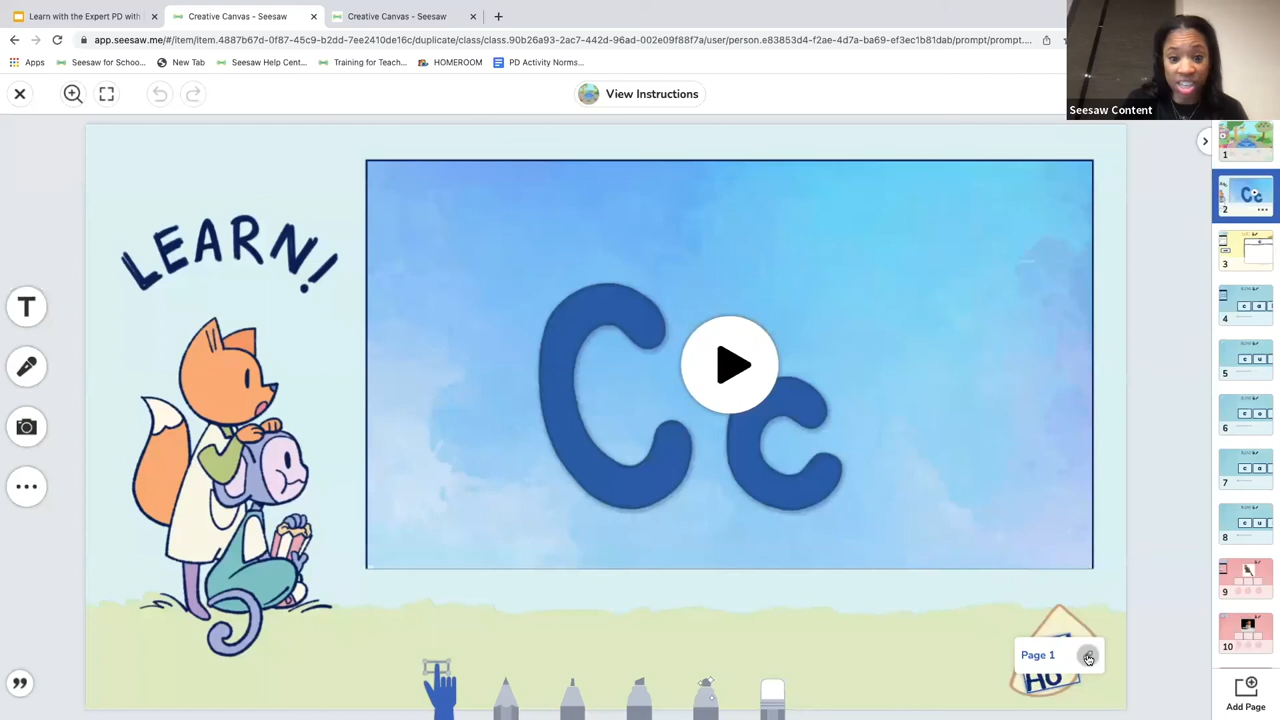 Learn with the Expert PD with
Creative Canvas - Seesaw
Creative Canvas - Seesaw
app.seesaw.me/#/item/item.4887b67d-0f87-45c9-b2dd-7ee2410de16c/duplicate/class/class.90b26a93-2ac7-442d-96ad-002e09f88f7a/user/person.e83853d4-f2ae-4d7a-ba69-ef3ec1b81dab/prompt/prompt....
Apps
Seesaw for Schoo...
New Tab
Seesaw Help Cent...
Training for Teach...
HOMEROOM
PD Activity Norms...
Seesaw Content
View Instructions
LEARN!
Cc
T
Page 1
1
Cc
2
3
4
c a
5
c u
6
c o
7
c a
8
c u
9
10
Add Page